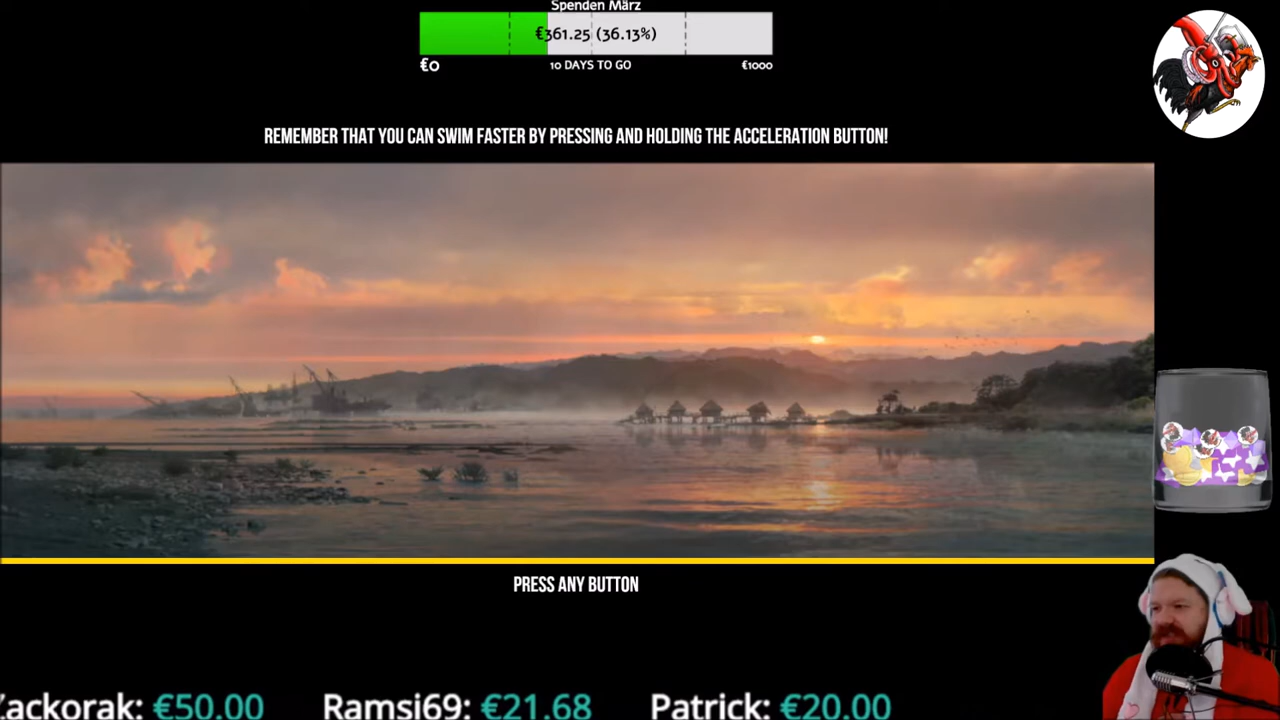 Spenden März
€361.25 (36.13%)
€0 10 DAYS TO GO €1000
REMEMBER THAT YOU CAN SWIM FASTER BY PRESSING AND HOLDING THE ACCELERATION BUTTON!
PRESS ANY BUTTON
Yackorak: €50.00 Ramsi69: €21.68 Patrick: €20.00